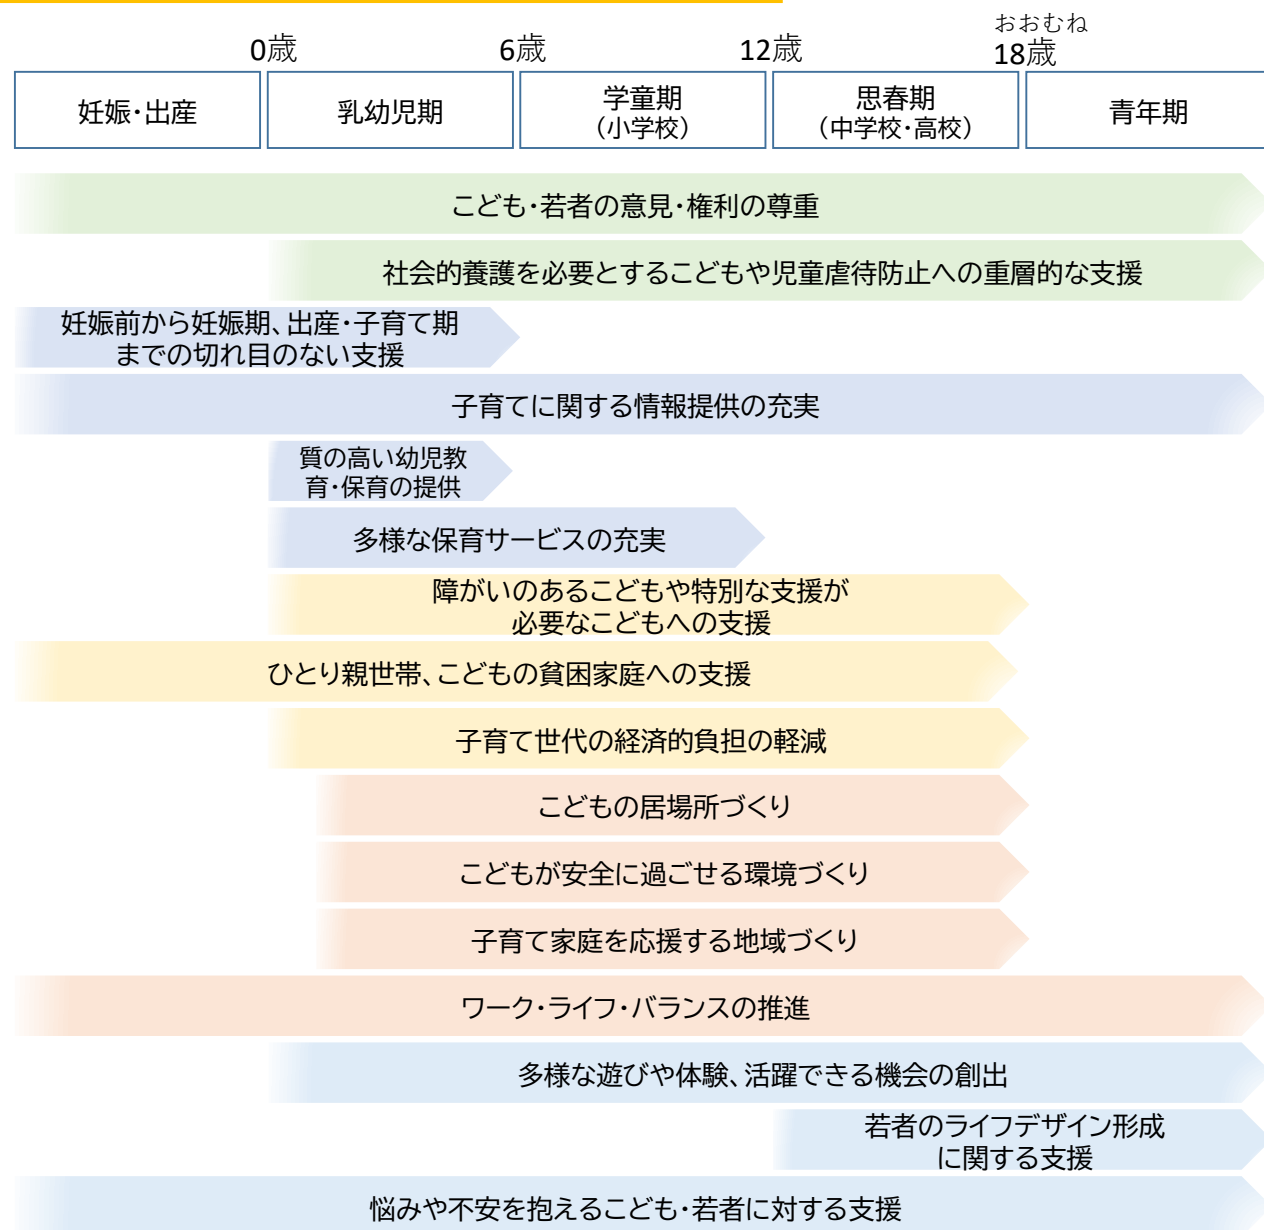 おおむね
0歳 6歳 12歳 18歳
妊娠・出産 乳幼児期 学童期 思春期 青年期
（小学校） （中学校・高校）
こども・若者の意見・権利の尊重
社会的養護を必要とするこどもや児童虐待防止への重層的な支援
妊娠前から妊娠期、出産・子育て期
までの切れ目のない支援
子育てに関する情報提供の充実
質の高い幼児教
育・保育の提供
多様な保育サービスの充実
障がいのあるこどもや特別な支援が
必要なこどもへの支援
ひとり親世帯、こどもの貧困家庭への支援
子育て世代の経済的負担の軽減
こどもの居場所づくり
こどもが安全に過ごせる環境づくり
子育て家庭を応援する地域づくり
ワーク・ライフ・バランスの推進
多様な遊びや体験、活躍できる機会の創出
若者のライフデザイン形成
に関する支援
悩みや不安を抱えるこども・若者に対する支援